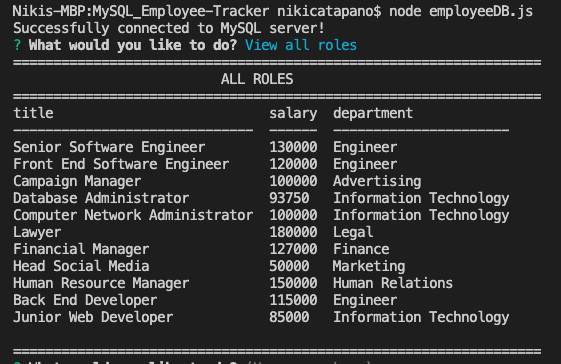 Nikis-MBP:MySQL_Employee-Tracker nikicatapano$ node employeeDB.js
Successfully connected to MySQL server!
? What would you like to do? View all roles
==================================================================
ALL ROLES
==================================================================
title salary department
------------------------------ ------ ----------------------
Senior Software Engineer 130000 Engineer
Front End Software Engineer 120000 Engineer
Campaign Manager 100000 Advertising
Database Administrator 93750 Information Technology
Computer Network Administrator 100000 Information Technology
Lawyer 180000 Legal
Financial Manager 127000 Finance
Head Social Media 50000 Marketing
Human Resource Manager 150000 Human Relations
Back End Developer 115000 Engineer
Junior Web Developer 85000 Information Technology
==================================================================